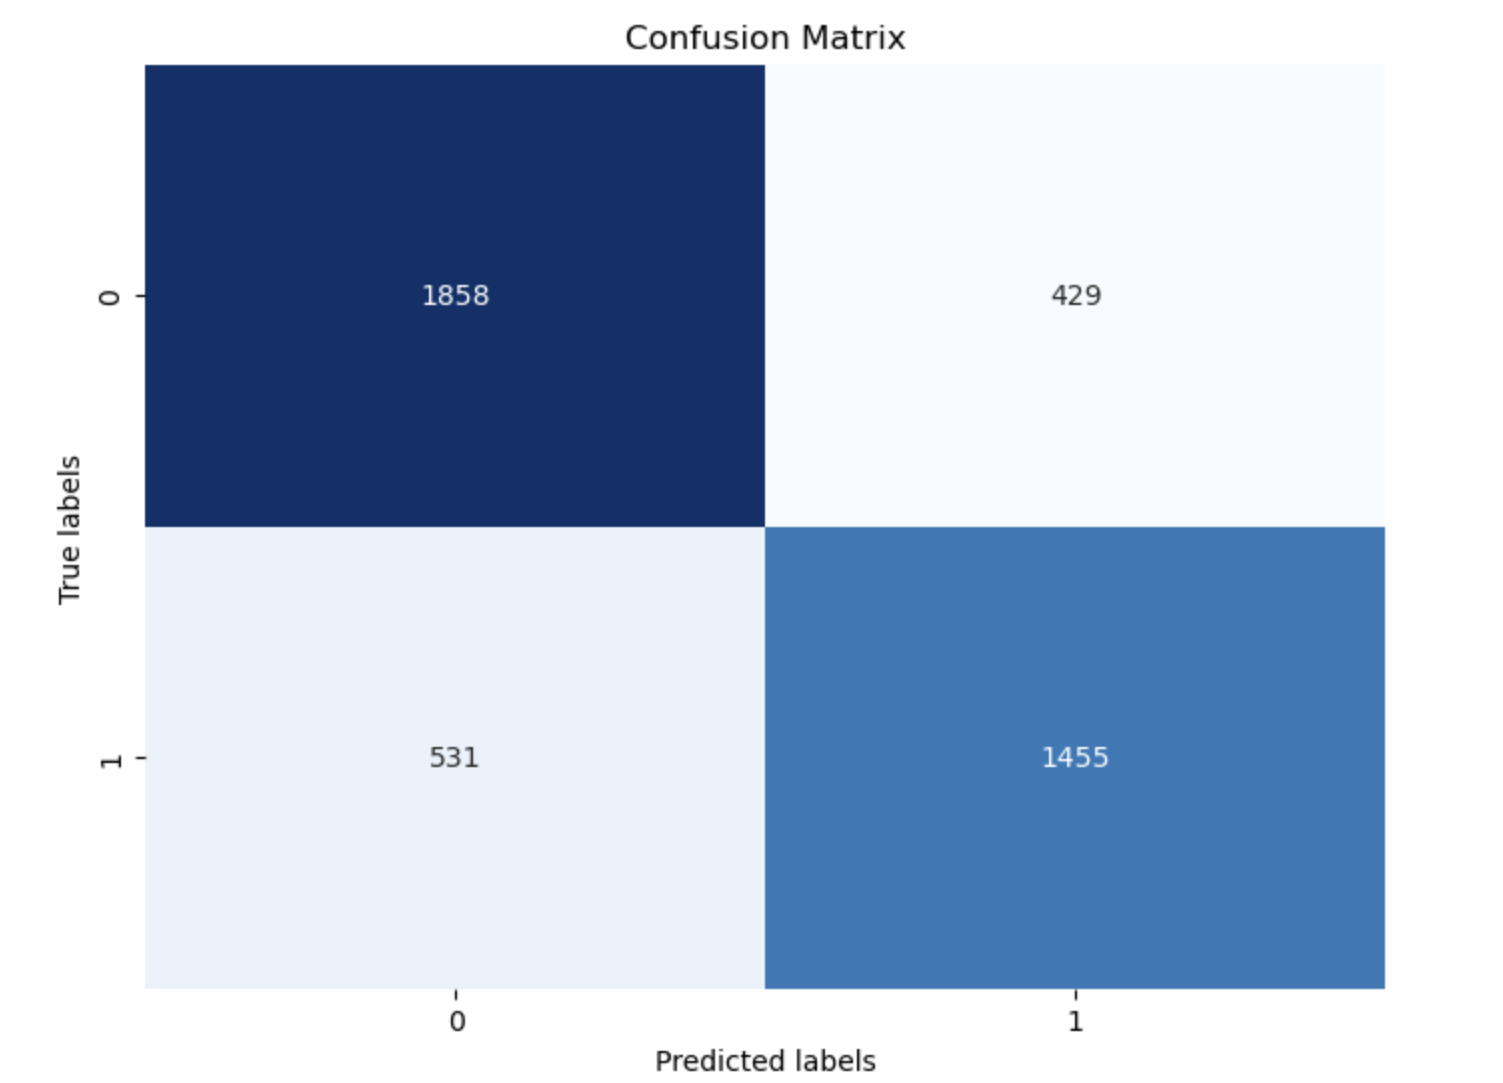 Confusion Matrix
True labels
0
1858
429
1
531
1455
0
1
Predicted labels